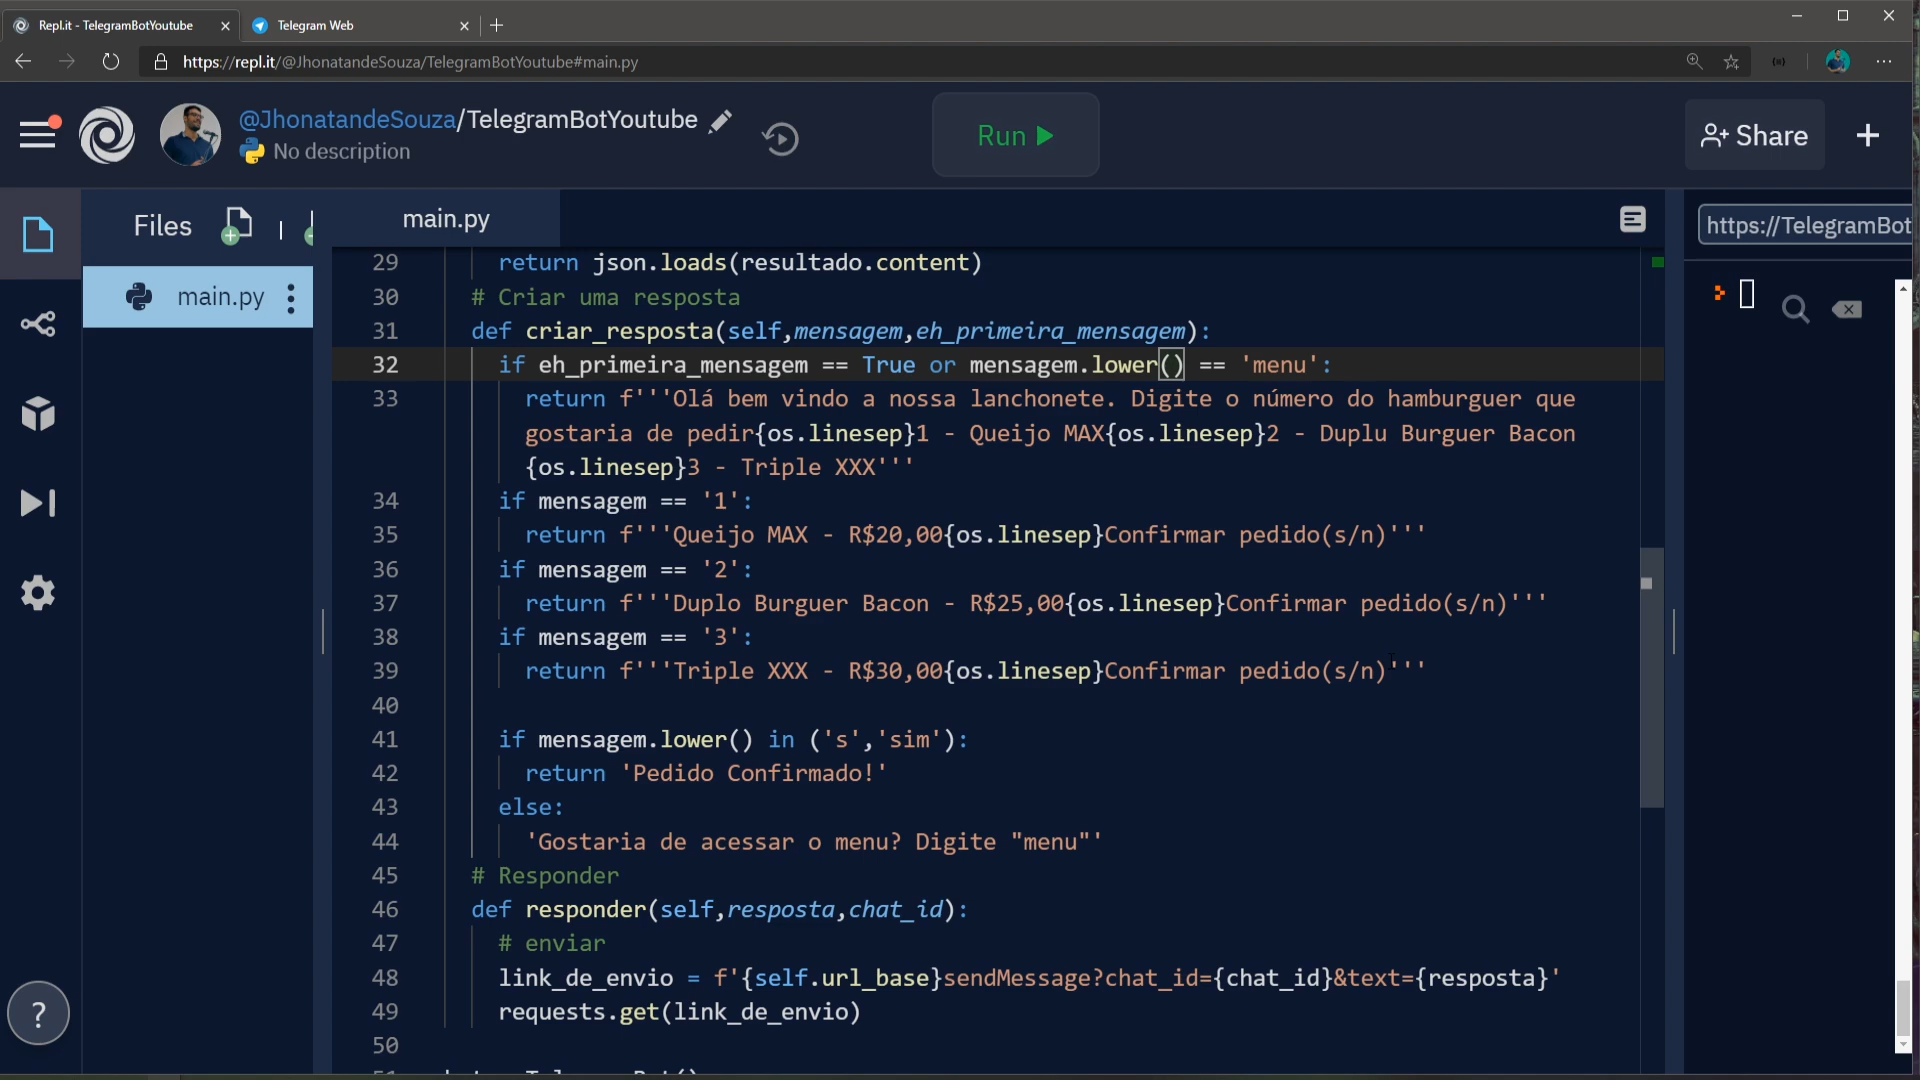 Repl.it - TelegramBotYoutube
Telegram Web
https://repl.it/@JhonatandeSouza/TelegramBotYoutube#main.py
@JhonatandeSouza/TelegramBotYoutube
No description
Run
Share
Files
main.py
https://TelegramBot
main.py
29 return json.loads(resultado.content)
30 # Criar uma resposta
31 def criar_resposta(self,mensagem,eh_primeira_mensagem):
32 if eh_primeira_mensagem == True or mensagem.lower() == 'menu':
33 return f'''Olá bem vindo a nossa lanchonete. Digite o número do hamburguer que
gostaria de pedir{os.linesep}1 - Queijo MAX{os.linesep}2 - Duplu Burguer Bacon
{os.linesep}3 - Triple XXX'''
34 if mensagem == '1':
35 return f'''Queijo MAX - R$20,00{os.linesep}Confirmar pedido(s/n)'''
36 if mensagem == '2':
37 return f'''Duplo Burguer Bacon - R$25,00{os.linesep}Confirmar pedido(s/n)'''
38 if mensagem == '3':
39 return f'''Triple XXX - R$30,00{os.linesep}Confirmar pedido(s/n)'''
40
41 if mensagem.lower() in ('s','sim'):
42 return 'Pedido Confirmado!'
43 else:
44 'Gostaria de acessar o menu? Digite "menu"'
45 # Responder
46 def responder(self,resposta,chat_id):
47 # enviar
48 link_de_envio = f'{self.url_base}sendMessage?chat_id={chat_id}&text={resposta}'
49 requests.get(link_de_envio)
50
?